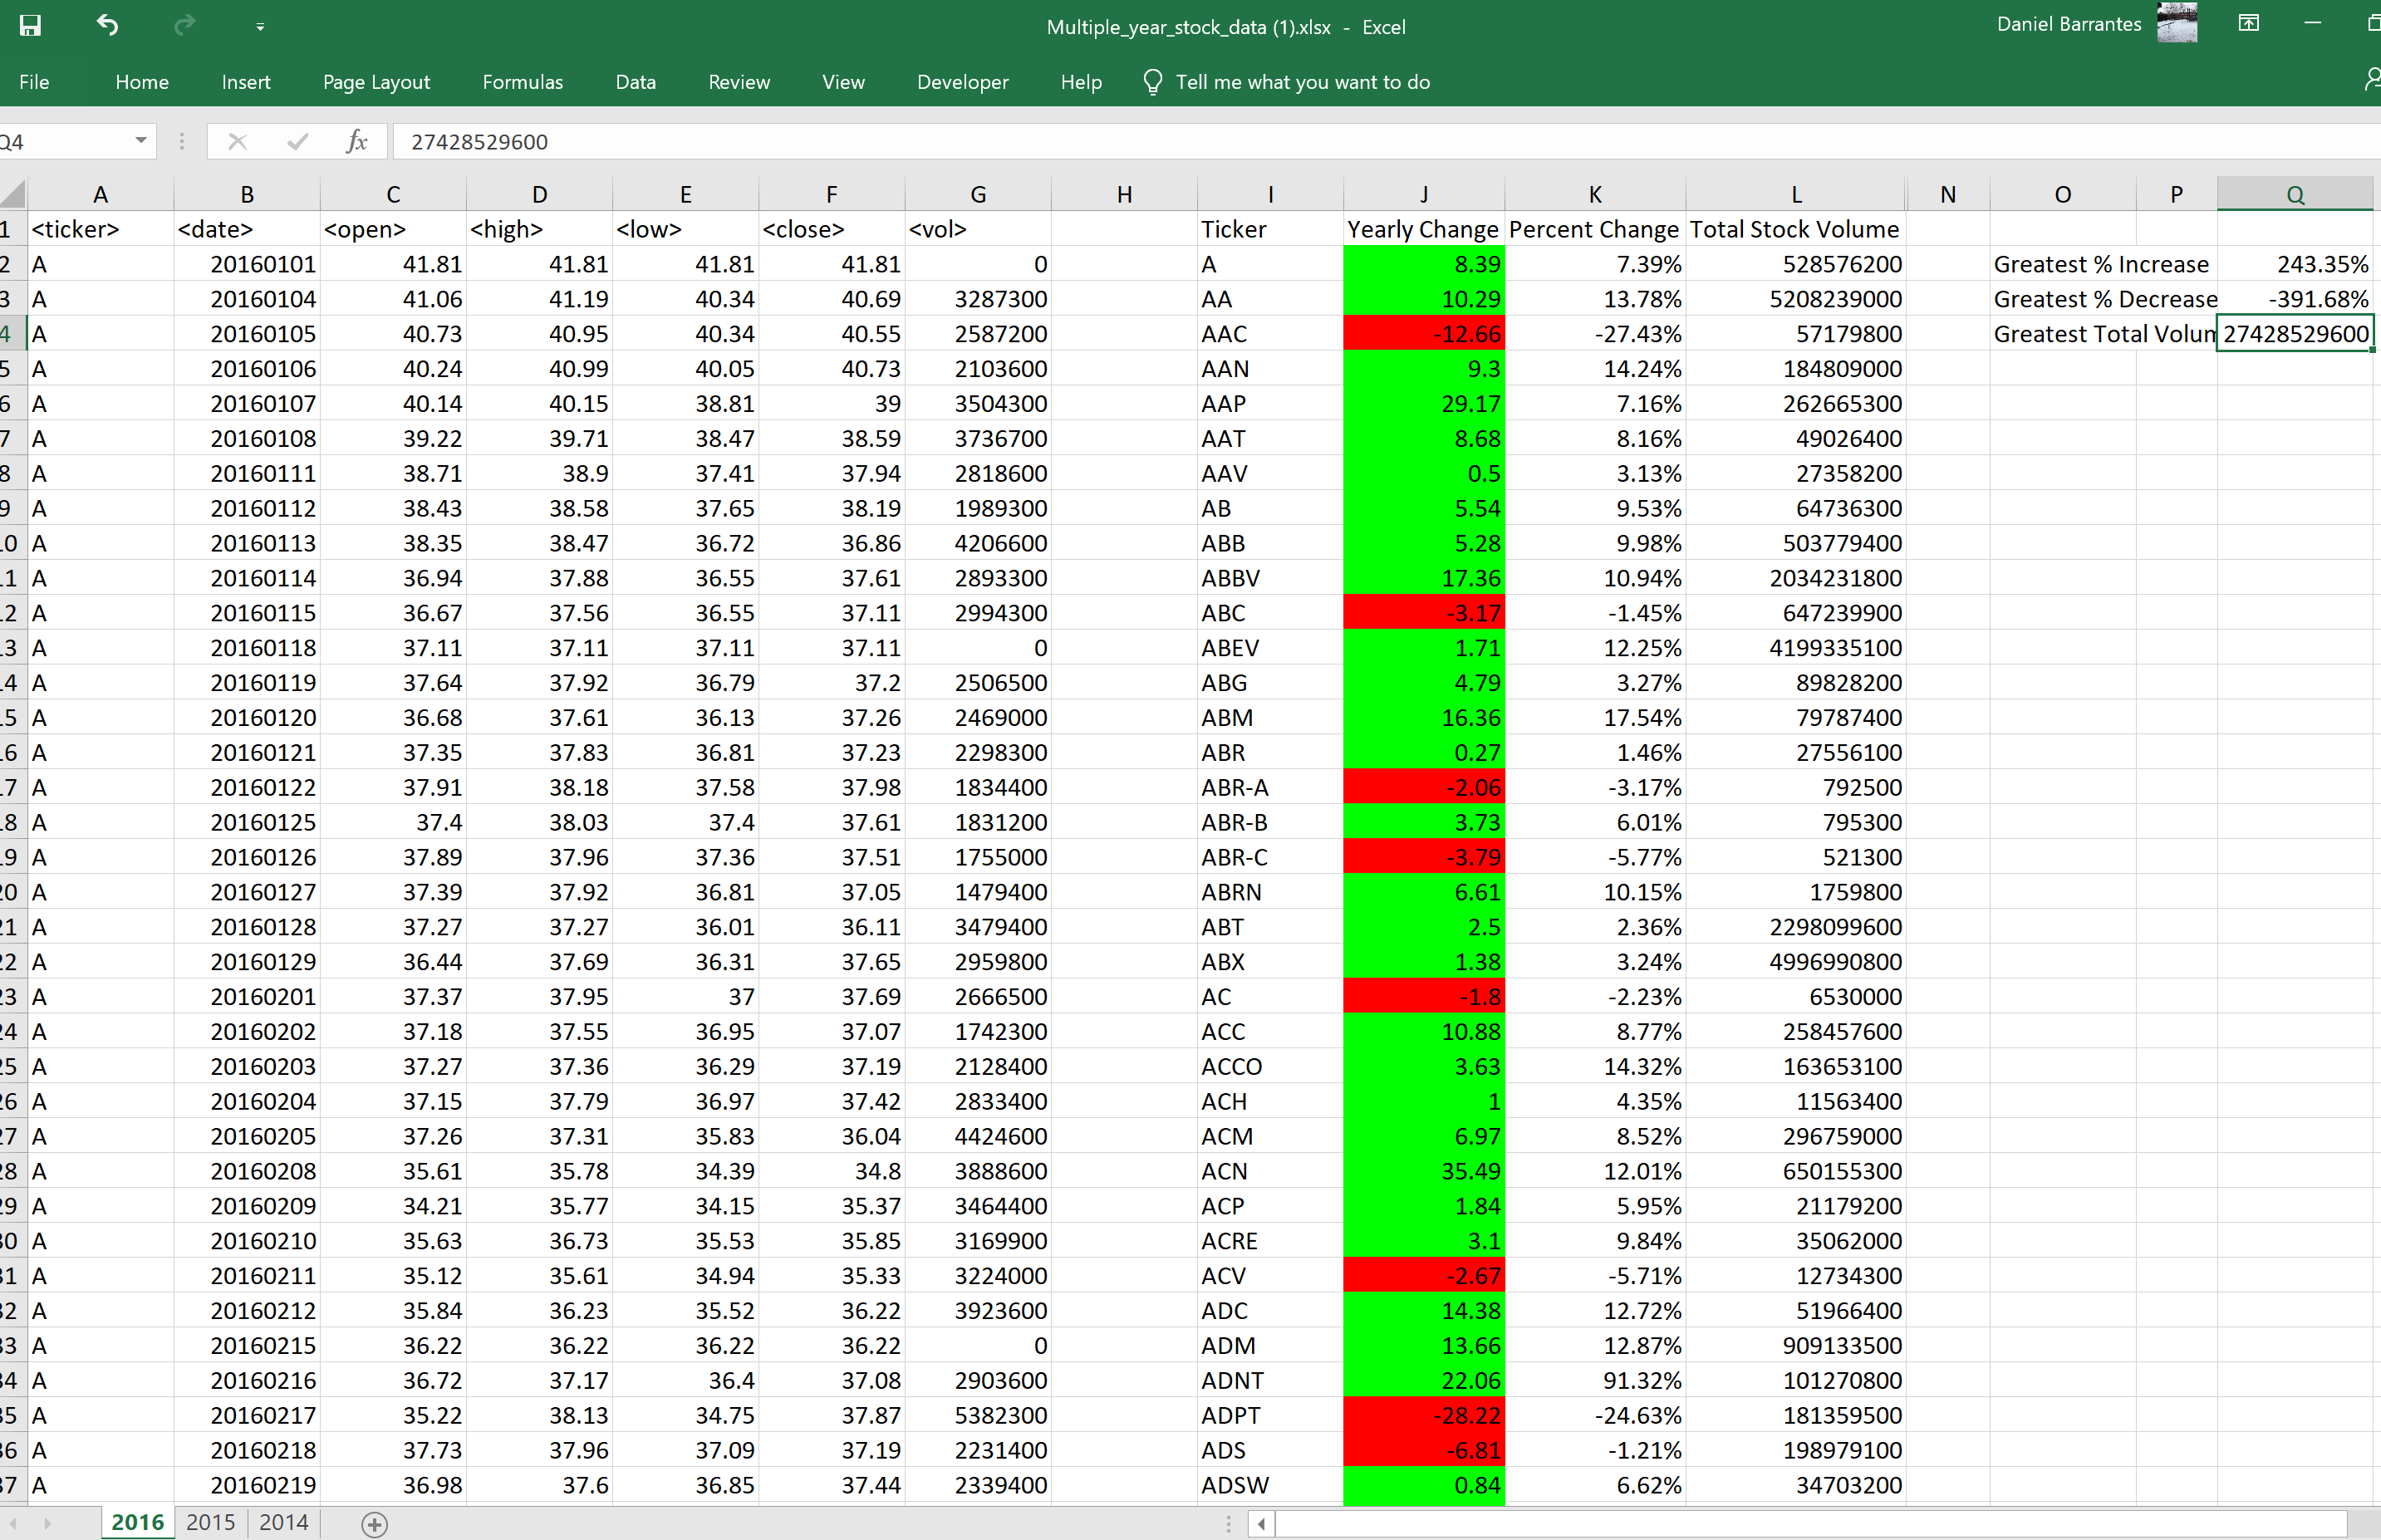 Multiple_year_stock_data (1).xlsx - Excel
Daniel Barrantes
File Home Insert Page Layout Formulas Data Review View Developer Help Tell me what you want to do
Q4 fx 27428529600
A B C D E F G H I J K L N O P Q
1 <ticker> <date> <open> <high> <low> <close> <vol> Ticker Yearly Change Percent Change Total Stock Volume
2 A 20160101 41.81 41.81 41.81 41.81 0 A 8.39 7.39% 528576200 Greatest % Increase 243.35%
3 A 20160104 41.06 41.19 40.34 40.69 3287300 AA 10.29 13.78% 5208239000 Greatest % Decrease -391.68%
4 A 20160105 40.73 40.95 40.34 40.55 2587200 AAC -12.66 -27.43% 57179800 Greatest Total Volum 27428529600
5 A 20160106 40.24 40.99 40.05 40.73 2103600 AAN 9.3 14.24% 184809000
6 A 20160107 40.14 40.15 38.81 39 3504300 AAP 29.17 7.16% 262665300
7 A 20160108 39.22 39.71 38.47 38.59 3736700 AAT 8.68 8.16% 49026400
8 A 20160111 38.71 38.9 37.41 37.94 2818600 AAV 0.5 3.13% 27358200
9 A 20160112 38.43 38.58 37.65 38.19 1989300 AB 5.54 9.53% 64736300
10 A 20160113 38.35 38.47 36.72 36.86 4206600 ABB 5.28 9.98% 503779400
11 A 20160114 36.94 37.88 36.55 37.61 2893300 ABBV 17.36 10.94% 2034231800
12 A 20160115 36.67 37.56 36.55 37.11 2994300 ABC -3.17 -1.45% 647239900
13 A 20160118 37.11 37.11 37.11 37.11 0 ABEV 1.71 12.25% 4199335100
14 A 20160119 37.64 37.92 36.79 37.2 2506500 ABG 4.79 3.27% 89828200
15 A 20160120 36.68 37.61 36.13 37.26 2469000 ABM 16.36 17.54% 79787400
16 A 20160121 37.35 37.83 36.81 37.23 2298300 ABR 0.27 1.46% 27556100
17 A 20160122 37.91 38.18 37.58 37.98 1834400 ABR-A -2.06 -3.17% 792500
18 A 20160125 37.4 38.03 37.4 37.61 1831200 ABR-B 3.73 6.01% 795300
19 A 20160126 37.89 37.96 37.36 37.51 1755000 ABR-C -3.79 -5.77% 521300
20 A 20160127 37.39 37.92 36.81 37.05 1479400 ABRN 6.61 10.15% 1759800
21 A 20160128 37.27 37.27 36.01 36.11 3479400 ABT 2.5 2.36% 2298099600
22 A 20160129 36.44 37.69 36.31 37.65 2959800 ABX 1.38 3.24% 4996990800
23 A 20160201 37.37 37.95 37 37.69 2666500 AC -1.8 -2.23% 6530000
24 A 20160202 37.18 37.55 36.95 37.07 1742300 ACC 10.88 8.77% 258457600
25 A 20160203 37.27 37.36 36.29 37.19 2128400 ACCO 3.63 14.32% 163653100
26 A 20160204 37.15 37.79 36.97 37.42 2833400 ACH 1 4.35% 11563400
27 A 20160205 37.26 37.31 35.83 36.04 4424600 ACM 6.97 8.52% 296759000
28 A 20160208 35.61 35.78 34.39 34.8 3888600 ACN 35.49 12.01% 650155300
29 A 20160209 34.21 35.77 34.15 35.37 3464400 ACP 1.84 5.95% 21179200
30 A 20160210 35.63 36.73 35.53 35.85 3169900 ACRE 3.1 9.84% 35062000
31 A 20160211 35.12 35.61 34.94 35.33 3224000 ACV -2.67 -5.71% 12734300
32 A 20160212 35.84 36.23 35.52 36.22 3923600 ADC 14.38 12.72% 51966400
33 A 20160215 36.22 36.22 36.22 36.22 0 ADM 13.66 12.87% 909133500
34 A 20160216 36.72 37.17 36.4 37.08 2903600 ADNT 22.06 91.32% 101270800
35 A 20160217 35.22 38.13 34.75 37.87 5382300 ADPT -28.22 -24.63% 181359500
36 A 20160218 37.73 37.96 37.09 37.19 2231400 ADS -6.81 -1.21% 198979100
37 A 20160219 36.98 37.6 36.85 37.44 2339400 ADSW 0.84 6.62% 34703200
2016 2015 2014